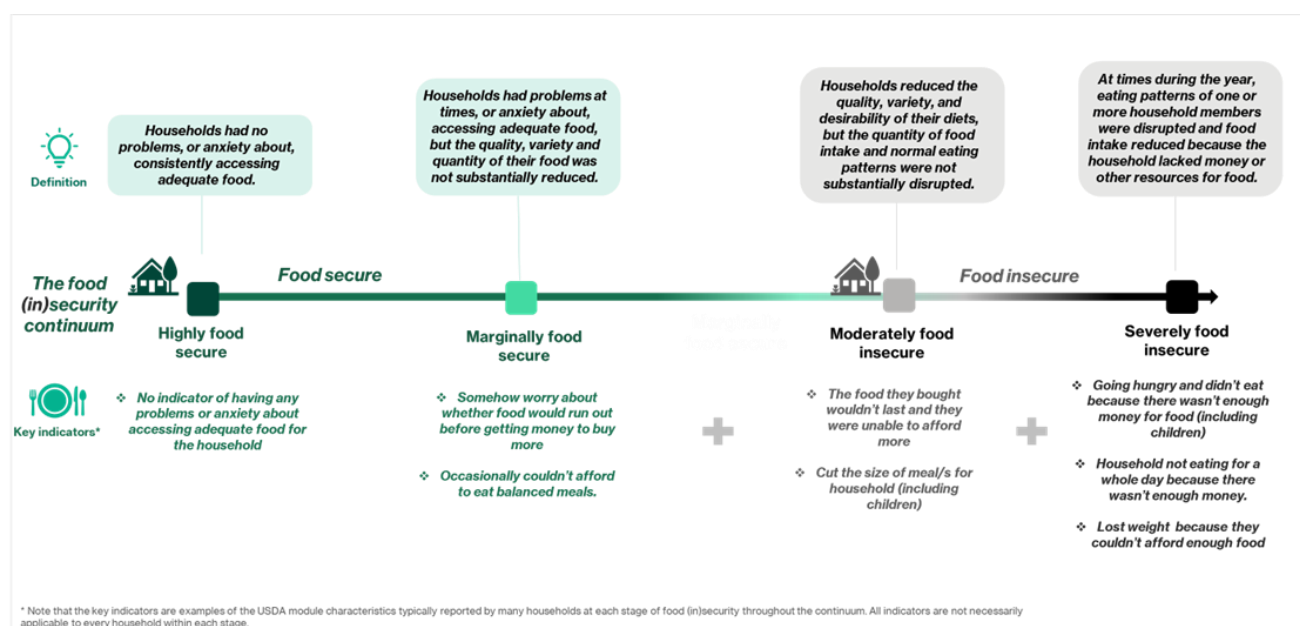 Households had no
problems, or anxiety about,
consistently accessing
adequate food.
Households had problems at
times, or anxiety about,
accessing adequate food,
but the quality, variety and
quantity of their food was
not substantially reduced.
Households reduced the
quality, variety, and
desirability of their diets,
but the quantity of food
intake and normal eating
patterns were not
substantially disrupted.
At times during the year,
eating patterns of one or
more household members
were disrupted and food
intake reduced because the
household lacked money or
other resources for food.
Definition
The food
(in)security
continuum
Food secure
Food insecure
Highly food
secure
Marginally food
secure
Moderately food
insecure
Severely food
insecure
Key indicators*
❖ No indicator of having any
problems or anxiety about
accessing adequate food for
the household
❖ Somehow worry about
whether food would run out
before getting money to buy
more
❖ Occasionally couldn't afford
to eat balanced meals.
❖ The food they bought
wouldn't last and they
were unable to afford
more
❖ Cut the size of meal/s for
household (including
children)
❖ Going hungry and didn't eat
because there wasn't enough
money for food (including
children)
❖ Household not eating for a
whole day because there
wasn't enough money.
❖ Lost weight because they
couldn't afford enough food
* Note that the key indicators are examples of the USDA module characteristics typically reported by many households at each stage of food (in)security throughout the continuum. All indicators are not necessarily
applicable to every household within each stage.